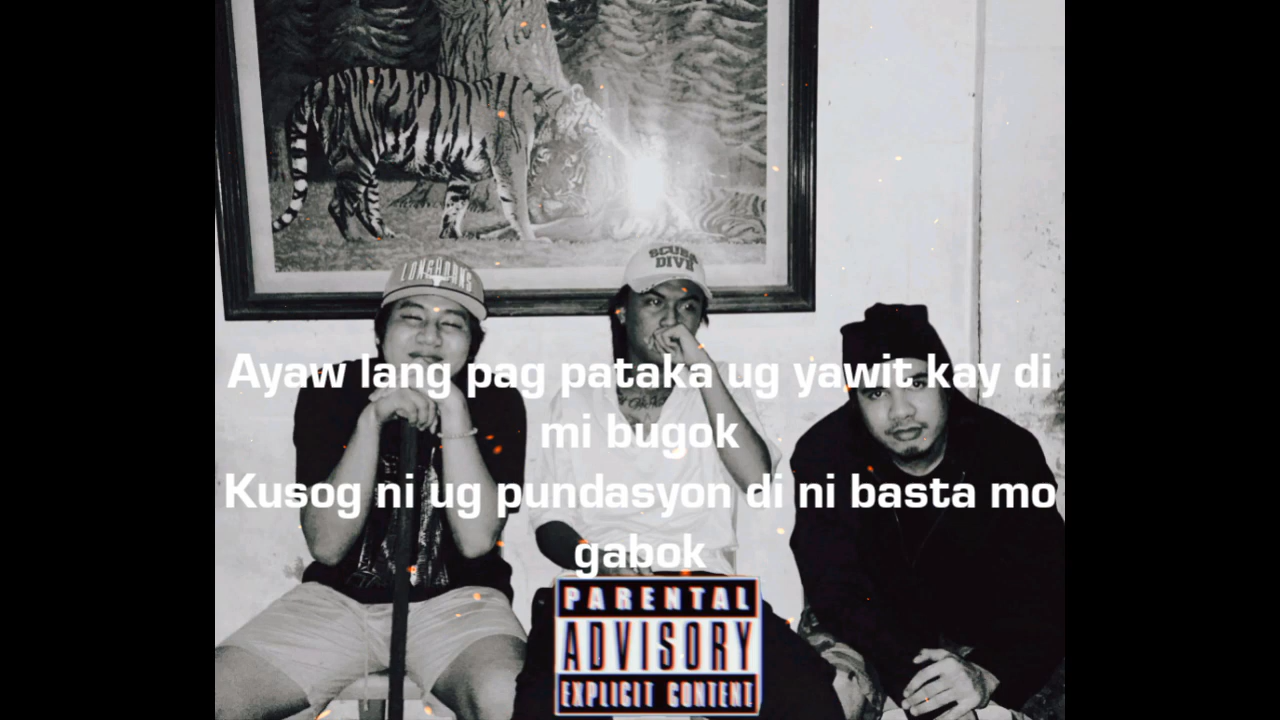 LONGHORNS
SCUBA
DIVE
Ayaw lang pag pataka ug yawit kay di
mi bugok
Kusog ni ug pundasyon di ni basta mo
gabok
PARENTAL
ADVISORY
EXPLICIT CONTENT